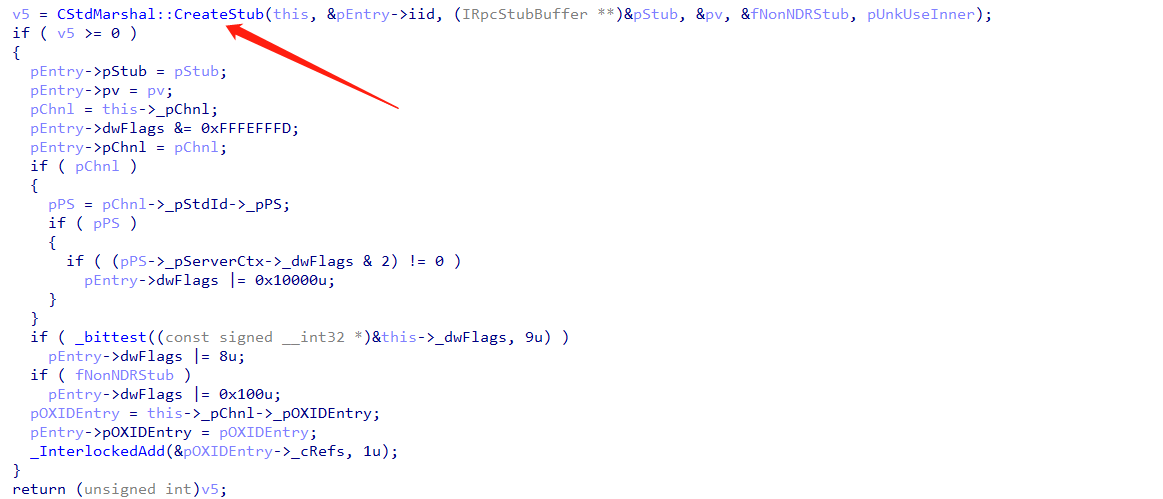 v5 = CStdMarshal::CreateStub(this, &pEntry->iid, (IRpcStubBuffer **)&pStub, &pv, &fNonNDRStub, pUnkUseInner);
if ( v5 >= 0 )
{
pEntry->pStub = pStub;
pEntry->pv = pv;
pChnl = this->_pChnl;
pEntry->dwFlags &= 0xFFFEFFFD;
pEntry->pChnl = pChnl;
if ( pChnl )
{
pPS = pChnl->_pStdId->_pPS;
if ( pPS )
{
if ( (pPS->_pServerCtx->_dwFlags & 2) != 0 )
pEntry->dwFlags |= 0x10000u;
}
}
if ( _bittest((const signed __int32 *)&this->_dwFlags, 9u) )
pEntry->dwFlags |= 8u;
if ( fNonNDRStub )
pEntry->dwFlags |= 0x100u;
pOXIDEntry = this->_pChnl->_pOXIDEntry;
pEntry->pOXIDEntry = pOXIDEntry;
_InterlockedAdd(&pOXIDEntry->_cRefs, 1u);
}
return (unsigned int)v5;